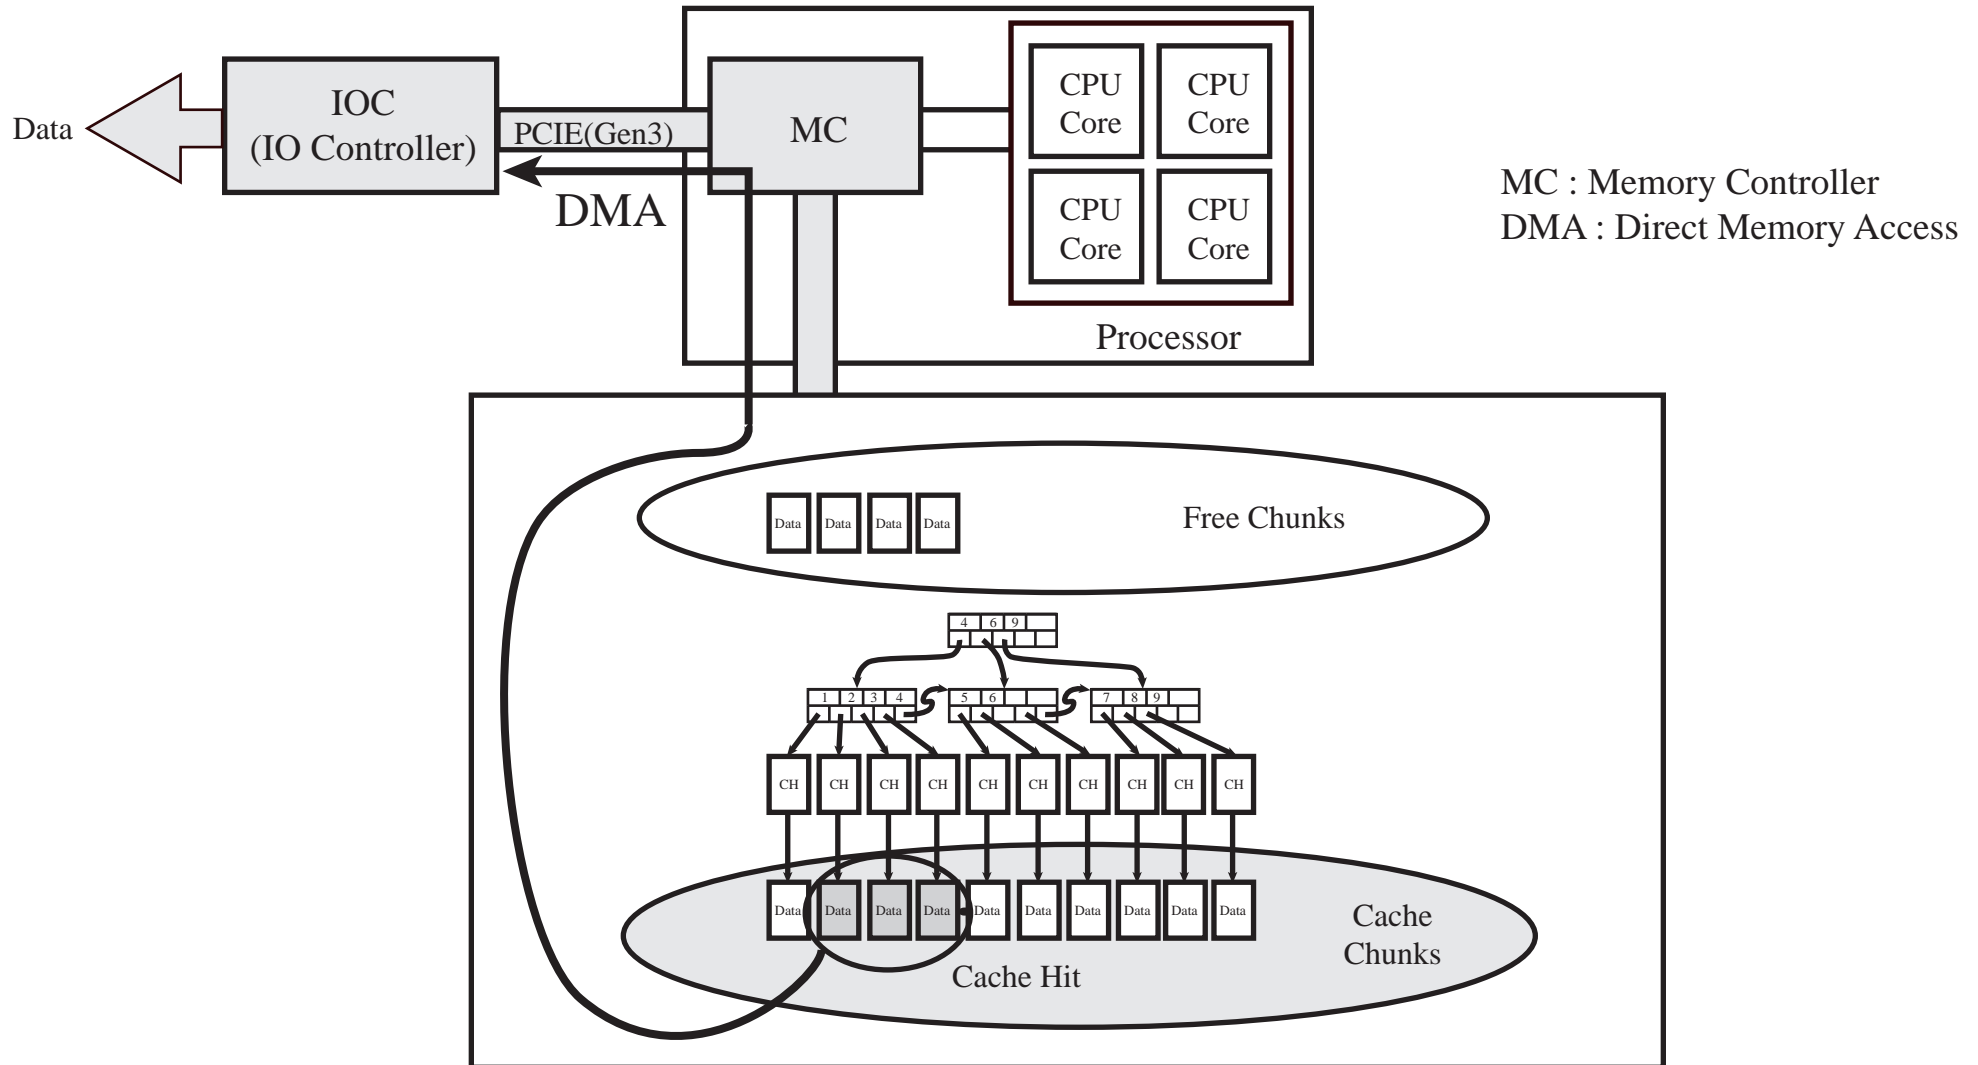 CPU
Core
CPU
Core
IOC
(IO Controller)
Data
PCIE(Gen3)
MC
DMA
CPU
Core
CPU
Core
MC : Memory Controller
DMA : Direct Memory Access
Processor
Data
Data
Data
Data
Free Chunks
4 6 9
1 2 3 4
5 6
7 8 9
CH
CH
CH
CH
CH
CH
CH
CH
CH
CH
Data
Data
Data
Data
Data
Data
Data
Data
Data
Data
Cache
Chunks
Cache Hit